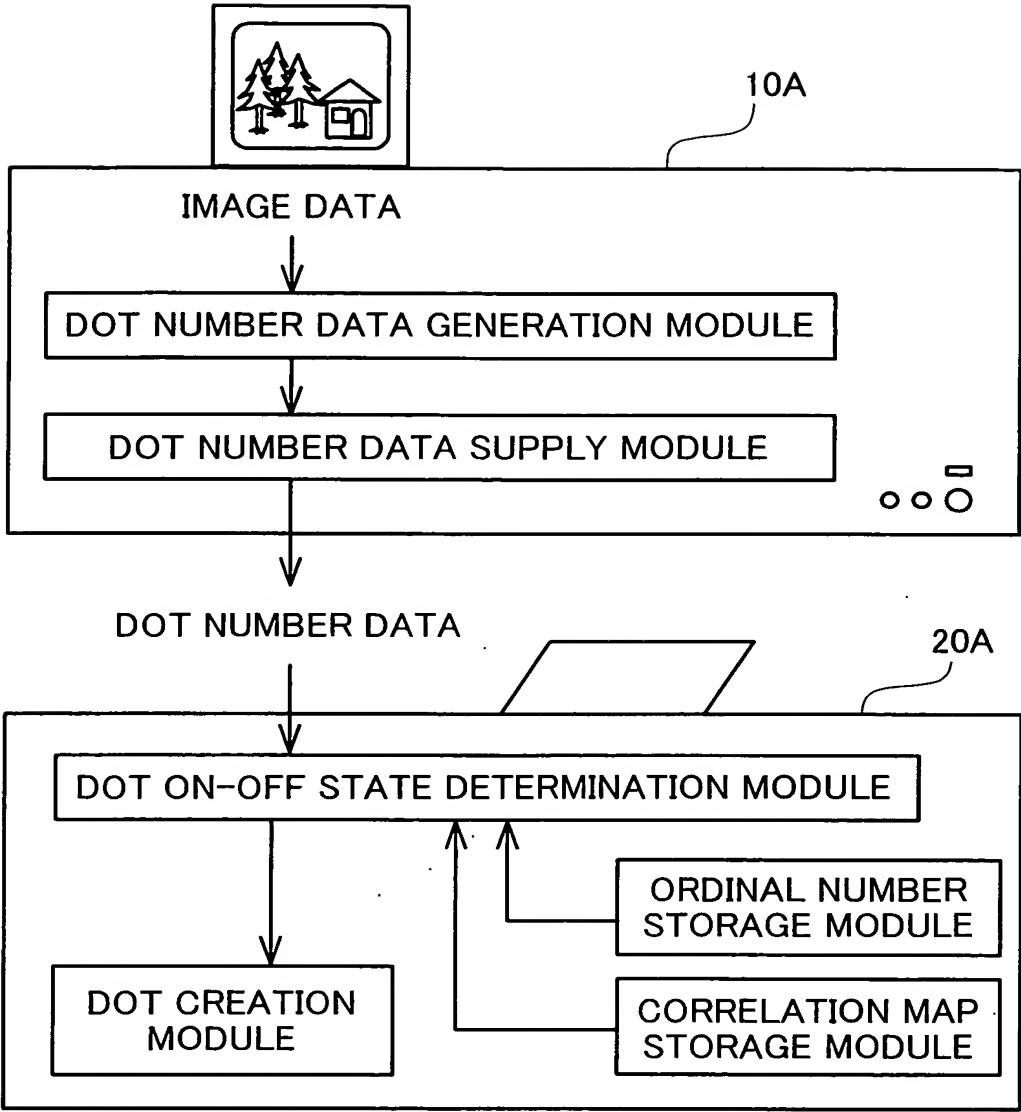 10A
IMAGE DATA
DOT NUMBER DATA GENERATION MODULE
DOT NUMBER DATA SUPPLY MODULE
DOT NUMBER DATA
20A
DOT ON-OFF STATE DETERMINATION MODULE
ORDINAL NUMBER
STORAGE MODULE
DOT CREATION
MODULE
CORRELATION MAP
STORAGE MODULE